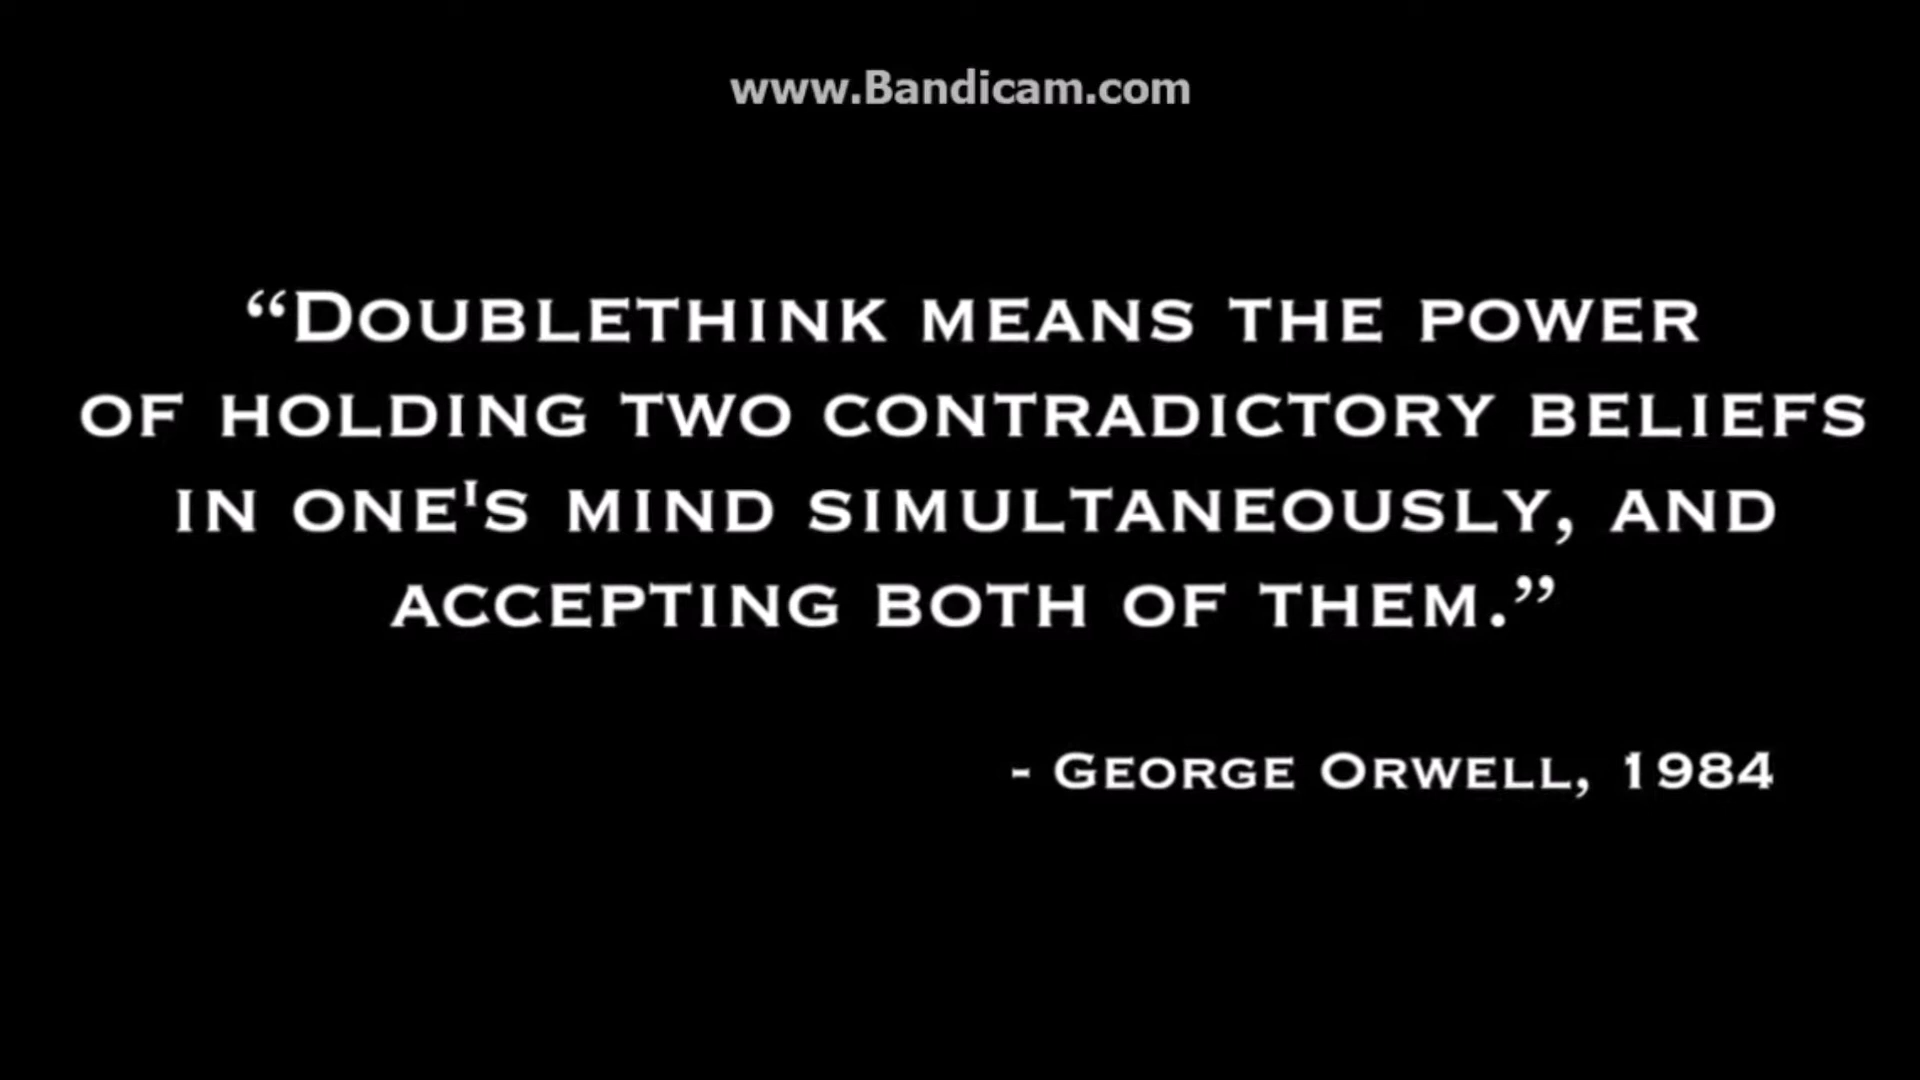 www.Bandicam.com
“Doublethink means the power
of holding two contradictory beliefs
in one's mind simultaneously, and
accepting both of them.”
- George Orwell, 1984